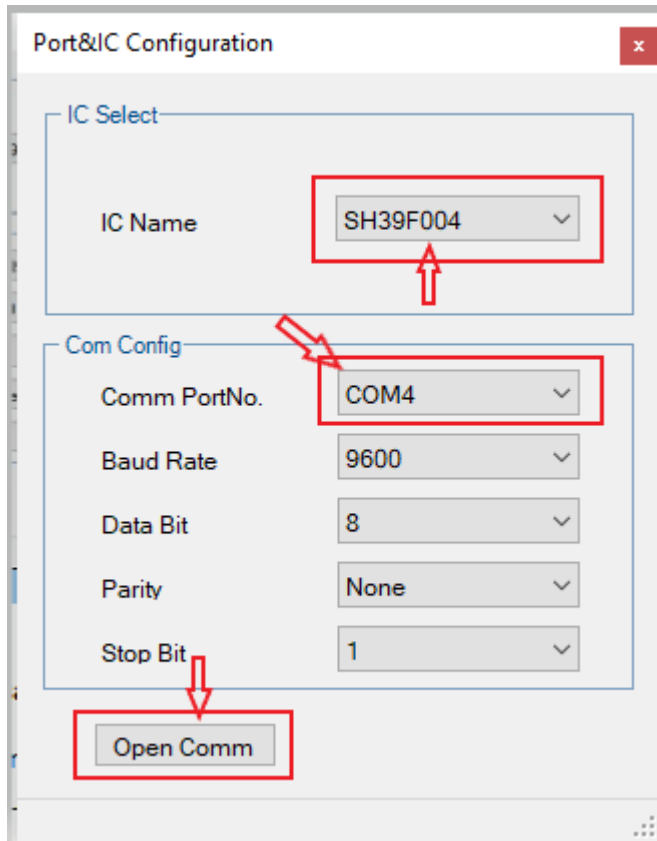 Port&IC Configuration
x
IC Select
IC Name
SH39F004
Com Config
Comm PortNo.
COM4
Baud Rate
9600
Data Bit
8
Parity
None
Stop Bit
1
Open Comm